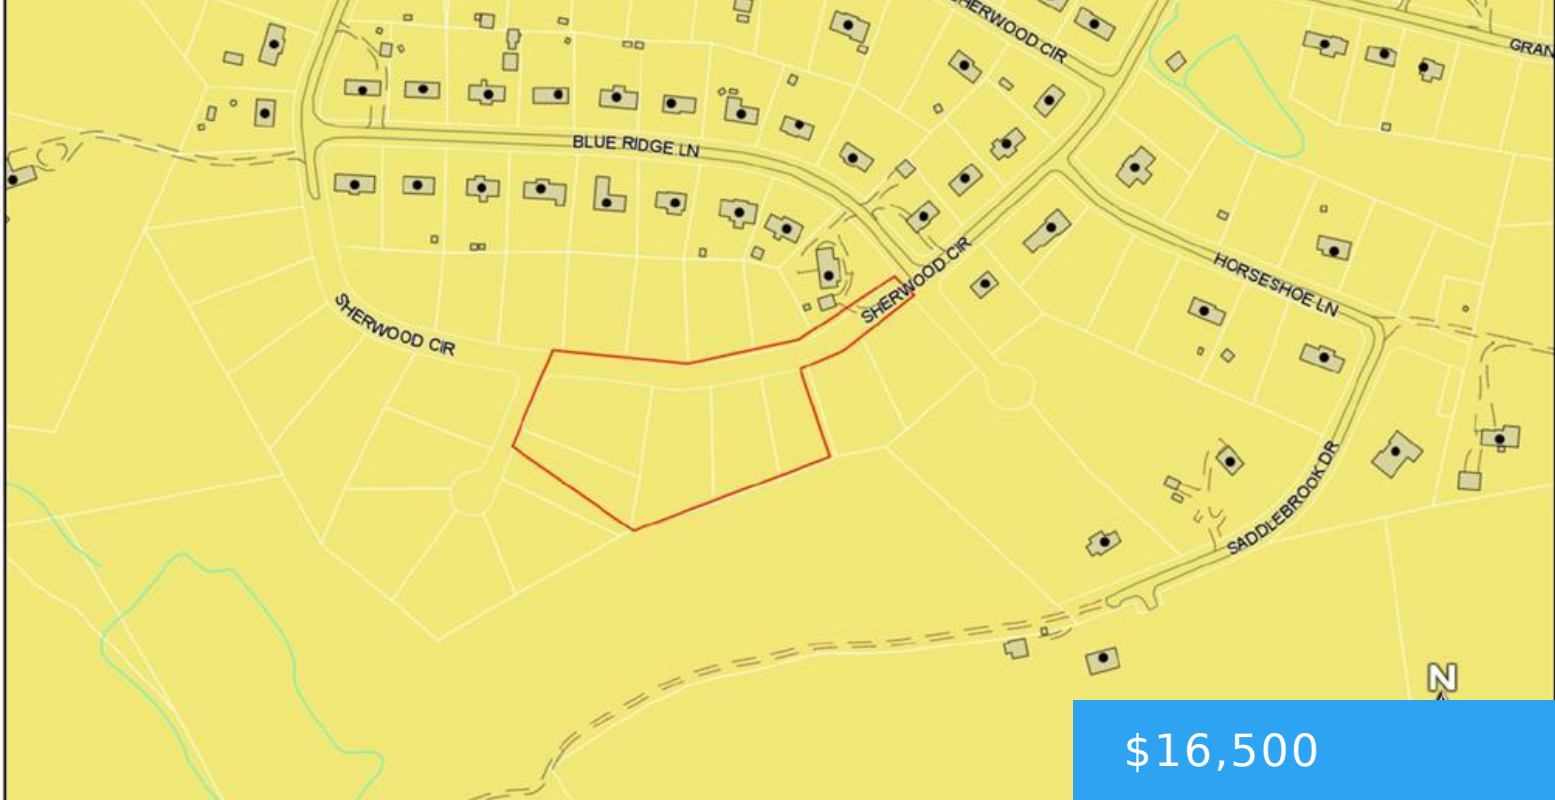 SHERWOOD CIR
GRAN
BLUE RIDGE LN
SHERWOOD CIR
HORSESHOE LN
SHERWOOD CIR
SADDLEBROOK DR
N
$16,500